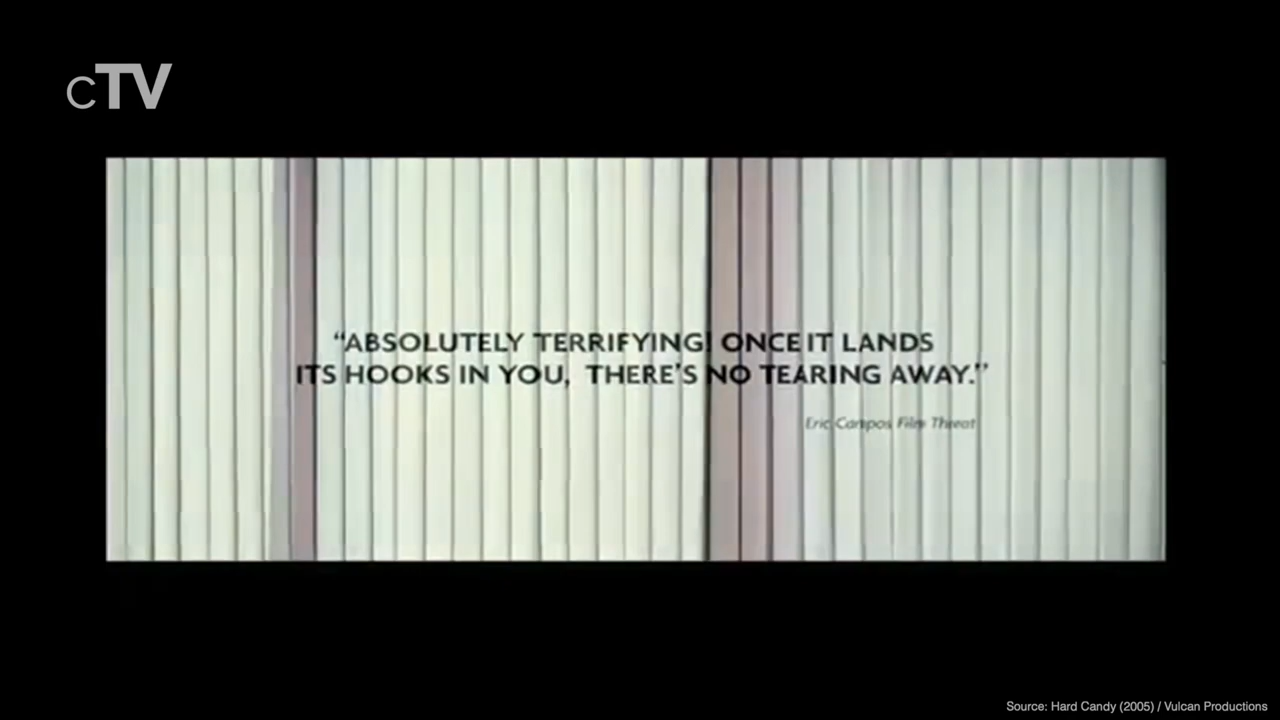 cTV
“ABSOLUTELY TERRIFYING! ONCE IT LANDS
ITS HOOKS IN YOU, THERE'S NO TEARING AWAY.”
Eric Campos Film Threat
Source: Hard Candy (2005) / Vulcan Productions